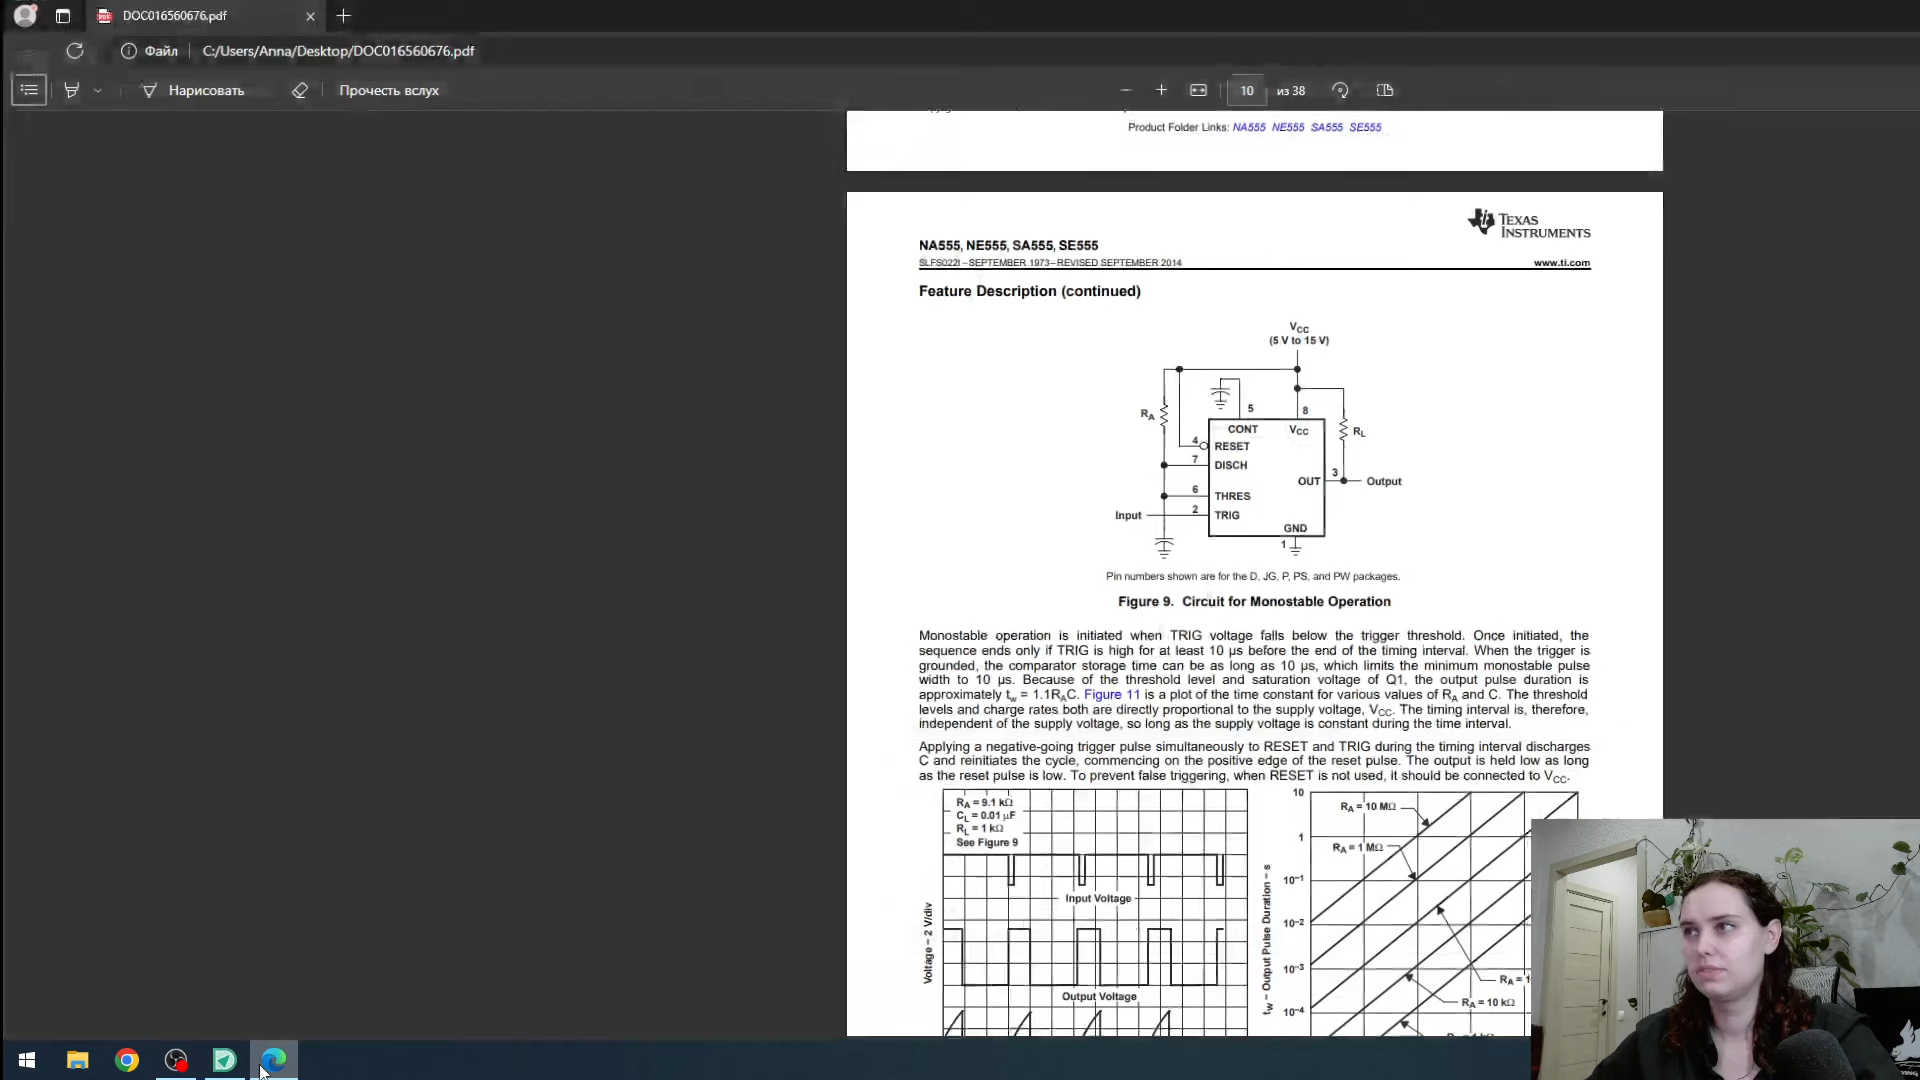 DOC016560676.pdf
Файл
C:/Users/Anna/Desktop/DOC016560676.pdf
Нарисовать
Прочесть вслух
10
из 38
Product Folder Links: NA555 NE555 SA555 SE555
TEXAS
INSTRUMENTS
NA555, NE555, SA555, SE555
SLFS022I –SEPTEMBER 1973–REVISED SEPTEMBER 2014
www.ti.com
Feature Description (continued)
VCC
(5 V to 15 V)
RA
5
8
CONT
VCC
RL
4
RESET
7
DISCH
3
OUT
Output
6
THRES
Input
2
TRIG
GND
1
Pin numbers shown are for the D, JG, P, PS, and PW packages.
Figure 9. Circuit for Monostable Operation
Monostable operation is initiated when TRIG voltage falls below the trigger threshold. Once initiated, the
sequence ends only if TRIG is high for at least 10 µs before the end of the timing interval. When the trigger is
grounded, the comparator storage time can be as long as 10 µs, which limits the minimum monostable pulse
width to 10 µs. Because of the threshold level and saturation voltage of Q1, the output pulse duration is
approximately tw = 1.1RAC. Figure 11 is a plot of the time constant for various values of RA and C. The threshold
levels and charge rates both are directly proportional to the supply voltage, VCC. The timing interval is, therefore,
independent of the supply voltage, so long as the supply voltage is constant during the time interval.
Applying a negative-going trigger pulse simultaneously to RESET and TRIG during the timing interval discharges
C and reinitiates the cycle, commencing on the positive edge of the reset pulse. The output is held low as long
as the reset pulse is low. To prevent false triggering, when RESET is not used, it should be connected to VCC.
RA = 9.1 kΩ
CL = 0.01 µF
RL = 1 kΩ
See Figure 9
Input Voltage
Output Voltage
Voltage – 2 V/div
10
1
10–1
10–2
10–3
10–4
tw – Output Pulse Duration – s
RA = 10 MΩ
RA = 1 MΩ
RA = 10 kΩ